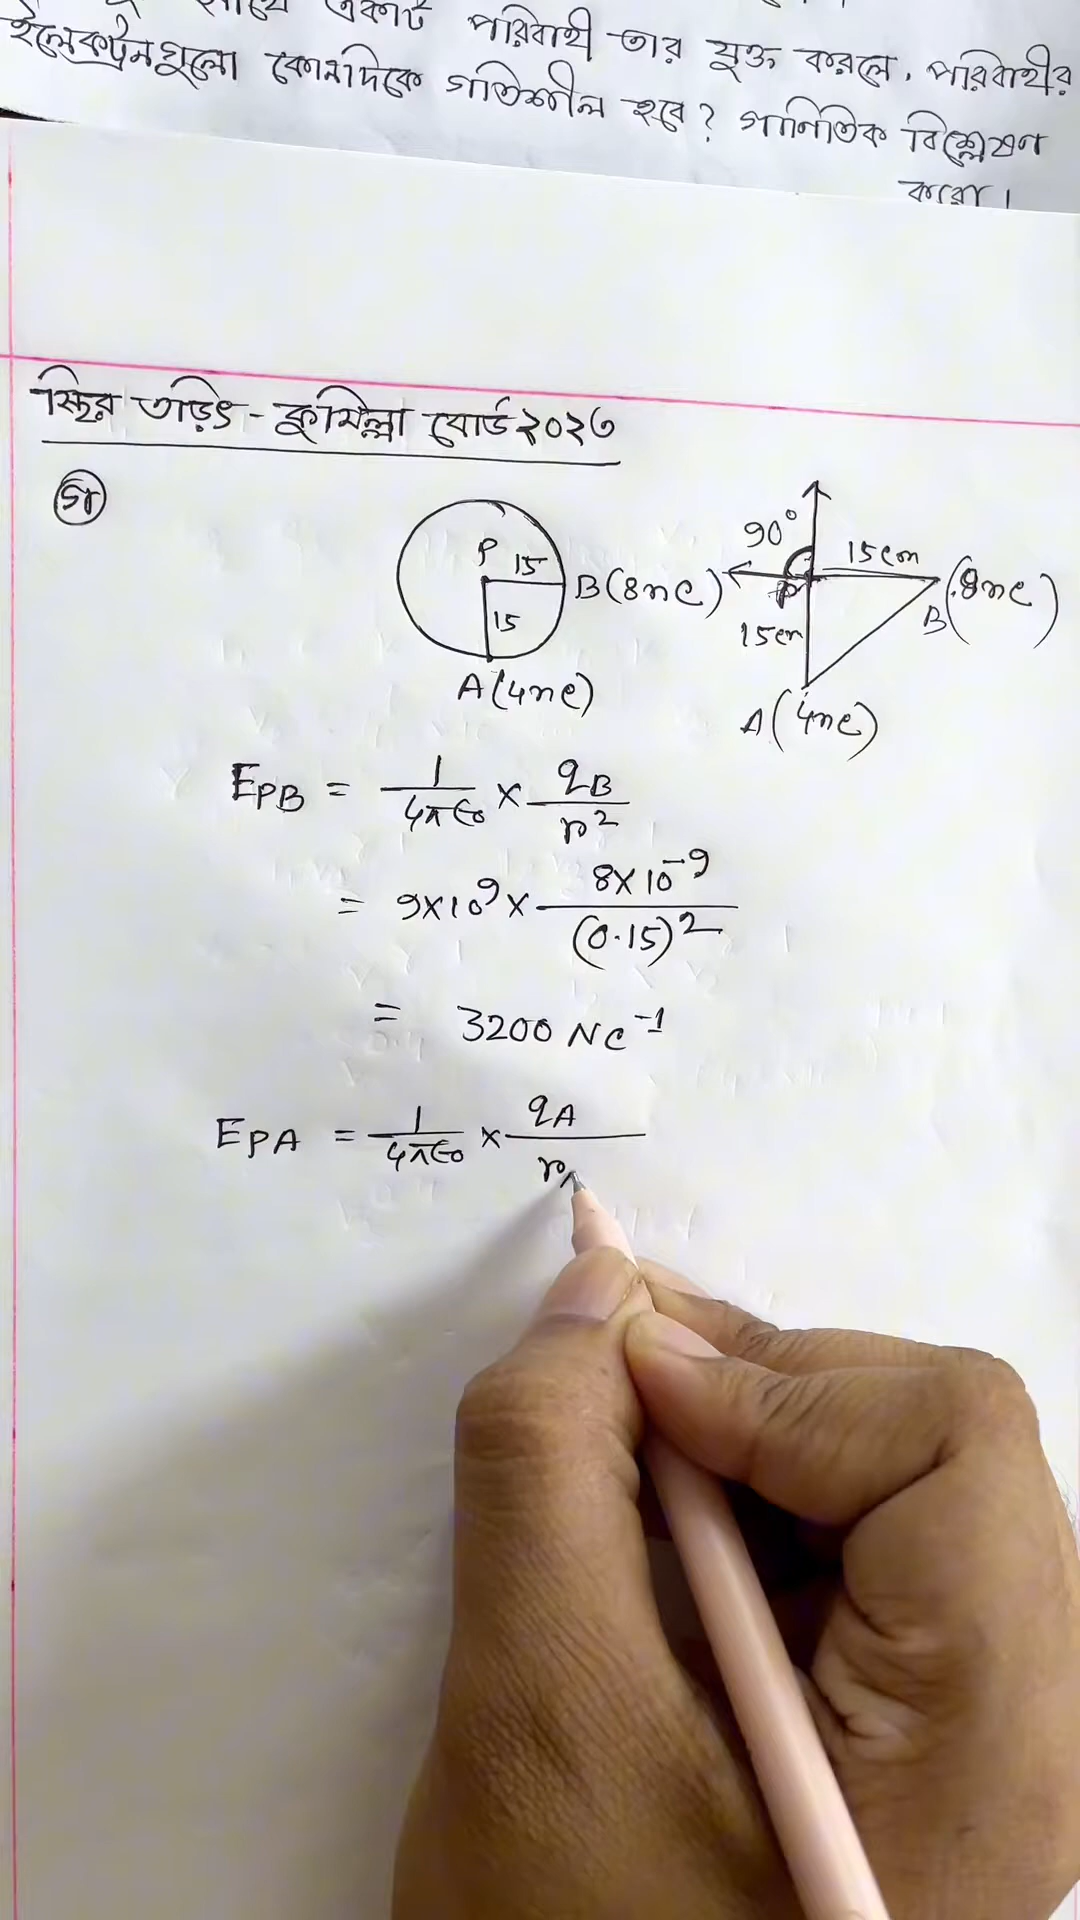 একটি পরিবাহী তার যুক্ত করলে, পরিবাহীর
ইলেকট্রনগুলো কোনদিকে গতিশীল হবে? গাণিতিক বিশ্লেষণ
করো।
স্থির তড়িৎ - কুমিল্লা বোর্ড ২০২৩
গ
P 15
15
B (8nC)
A (4nC)
90°
15cm
P
15cm
B (8nC)
A (4nC)
EPB = 1/4πϵ₀ × qB/r²
= 9×10⁹ × 8×10⁻⁹/(0.15)²
= 3200 NC⁻¹
EPA = 1/4πϵ₀ × qA/r